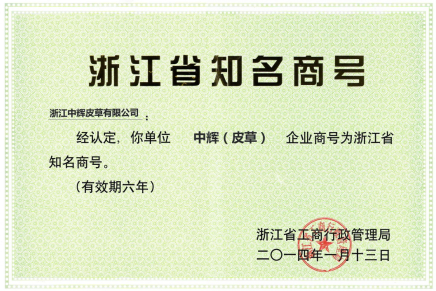 浙江省知名商号
浙江中辉皮草有限公司：
经认定，你单位 中辉（皮草） 企业商号为浙江省
知名商号。
（有效期六年）
浙江省工商行政管理局
二〇一四年一月十三日